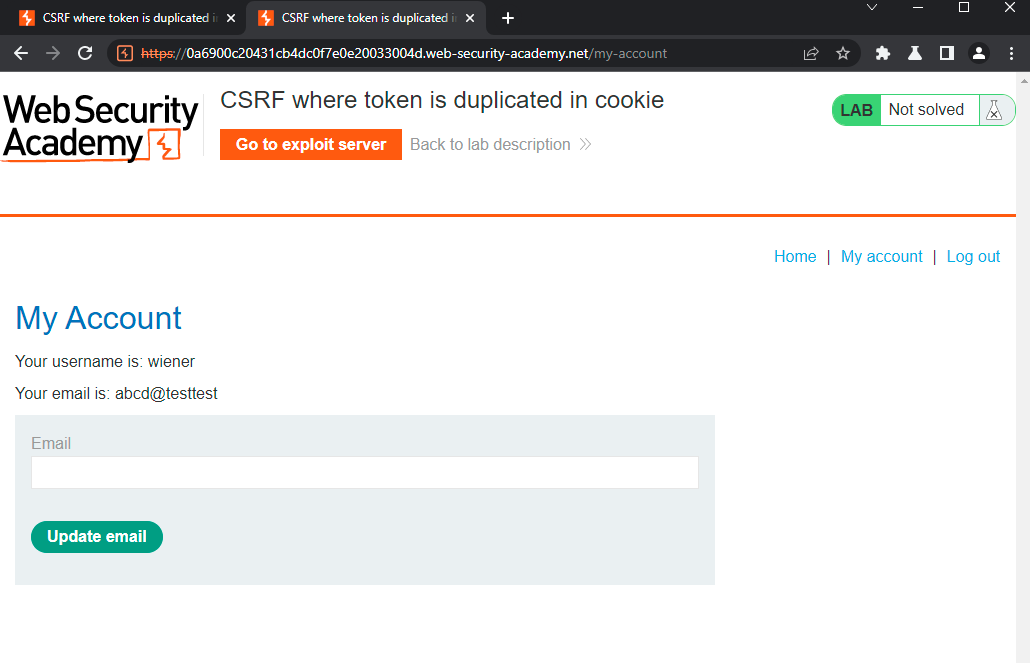 CSRF where token is duplicated i
CSRF where token is duplicated i
https://0a6900c20431cb4dc0f7e0e20033004d.web-security-academy.net/my-account
Web Security
Academy
CSRF where token is duplicated in cookie
Go to exploit server
Back to lab description
LAB
Not solved
Home | My account | Log out
My Account
Your username is: wiener
Your email is: abcd@testtest
Email
Update email